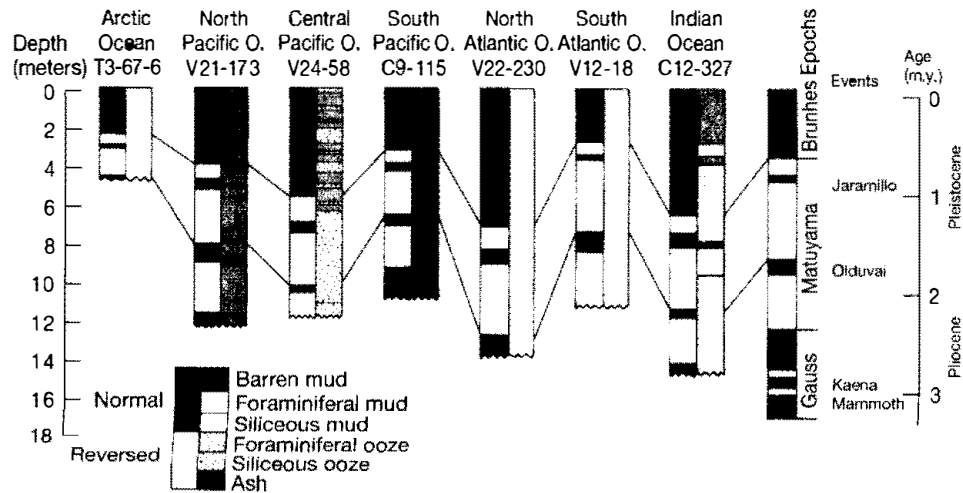 Arctic North Central South North South Indian
Depth Ocean Pacific O. Pacific O. Pacific O. Atlantic O. Atlantic O. Ocean
(meters) T3-67-6 V21-173 V24-58 C9-115 V22-230 V12-18 C12-327
Epochs
Events
Age
(m.y.)
0
2
4
6
8
10
12
14
16
18
Brunhes
Matuyama
Gauss
Jaramillo
Olduvai
Kaena
Mammoth
0
1
2
3
Pleistocene
Pliocene
Normal
Reversed
Barren mud
Foraminiferal mud
Siliceous mud
Foraminiferal ooze
Siliceous ooze
Ash